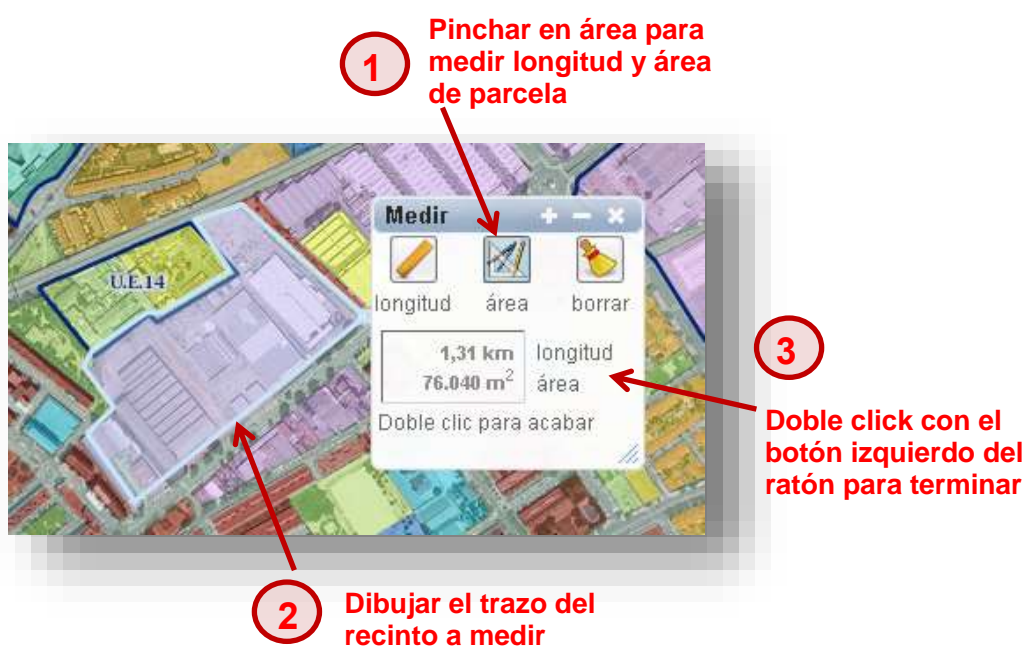 Pinchar en área para
medir longitud y área
de parcela
1
Medir
U.E.14
longitud área borrar
1,31 km longitud
76.040 m² área
Doble clic para acabar
3
Doble click con el
botón izquierdo del
ratón para terminar
2
Dibujar el trazo del
recinto a medir